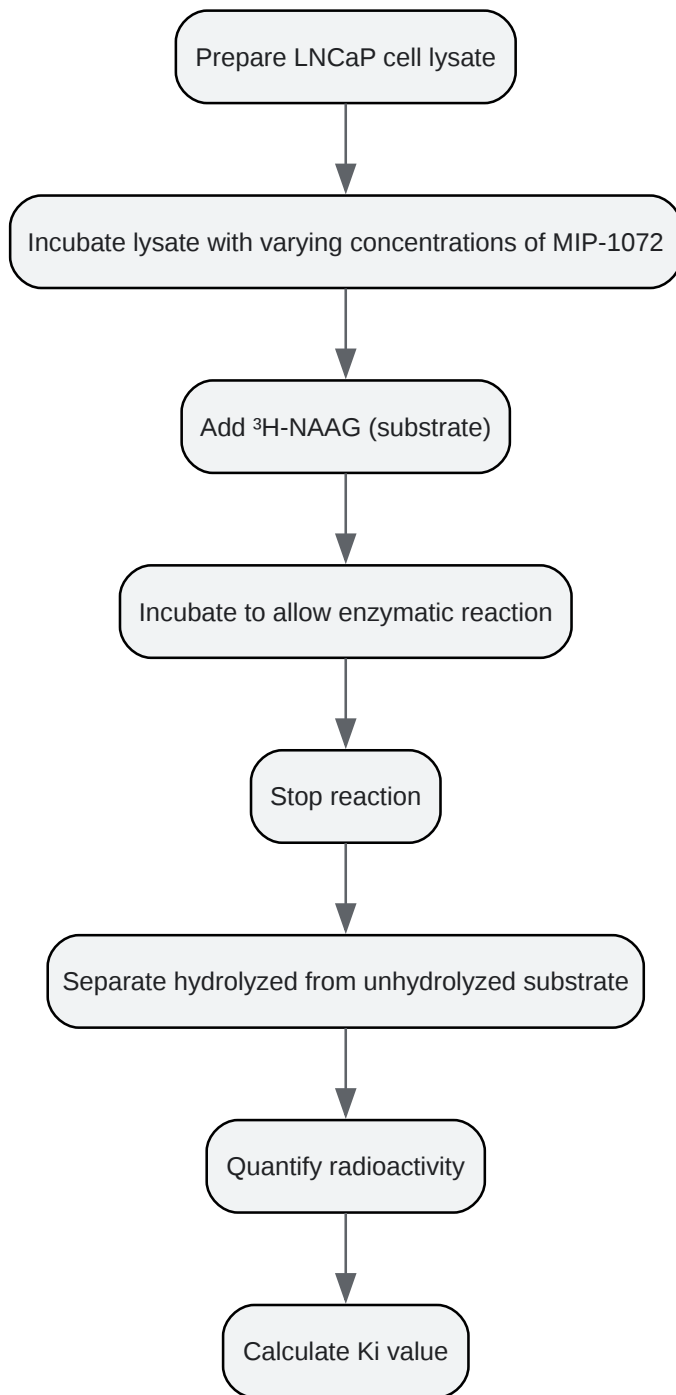 Prepare LNCaP cell lysate
Incubate lysate with varying concentrations of MIP-1072
Add ³H-NAAG (substrate)
Incubate to allow enzymatic reaction
Stop reaction
Separate hydrolyzed from unhydrolyzed substrate
Quantify radioactivity
Calculate Ki value